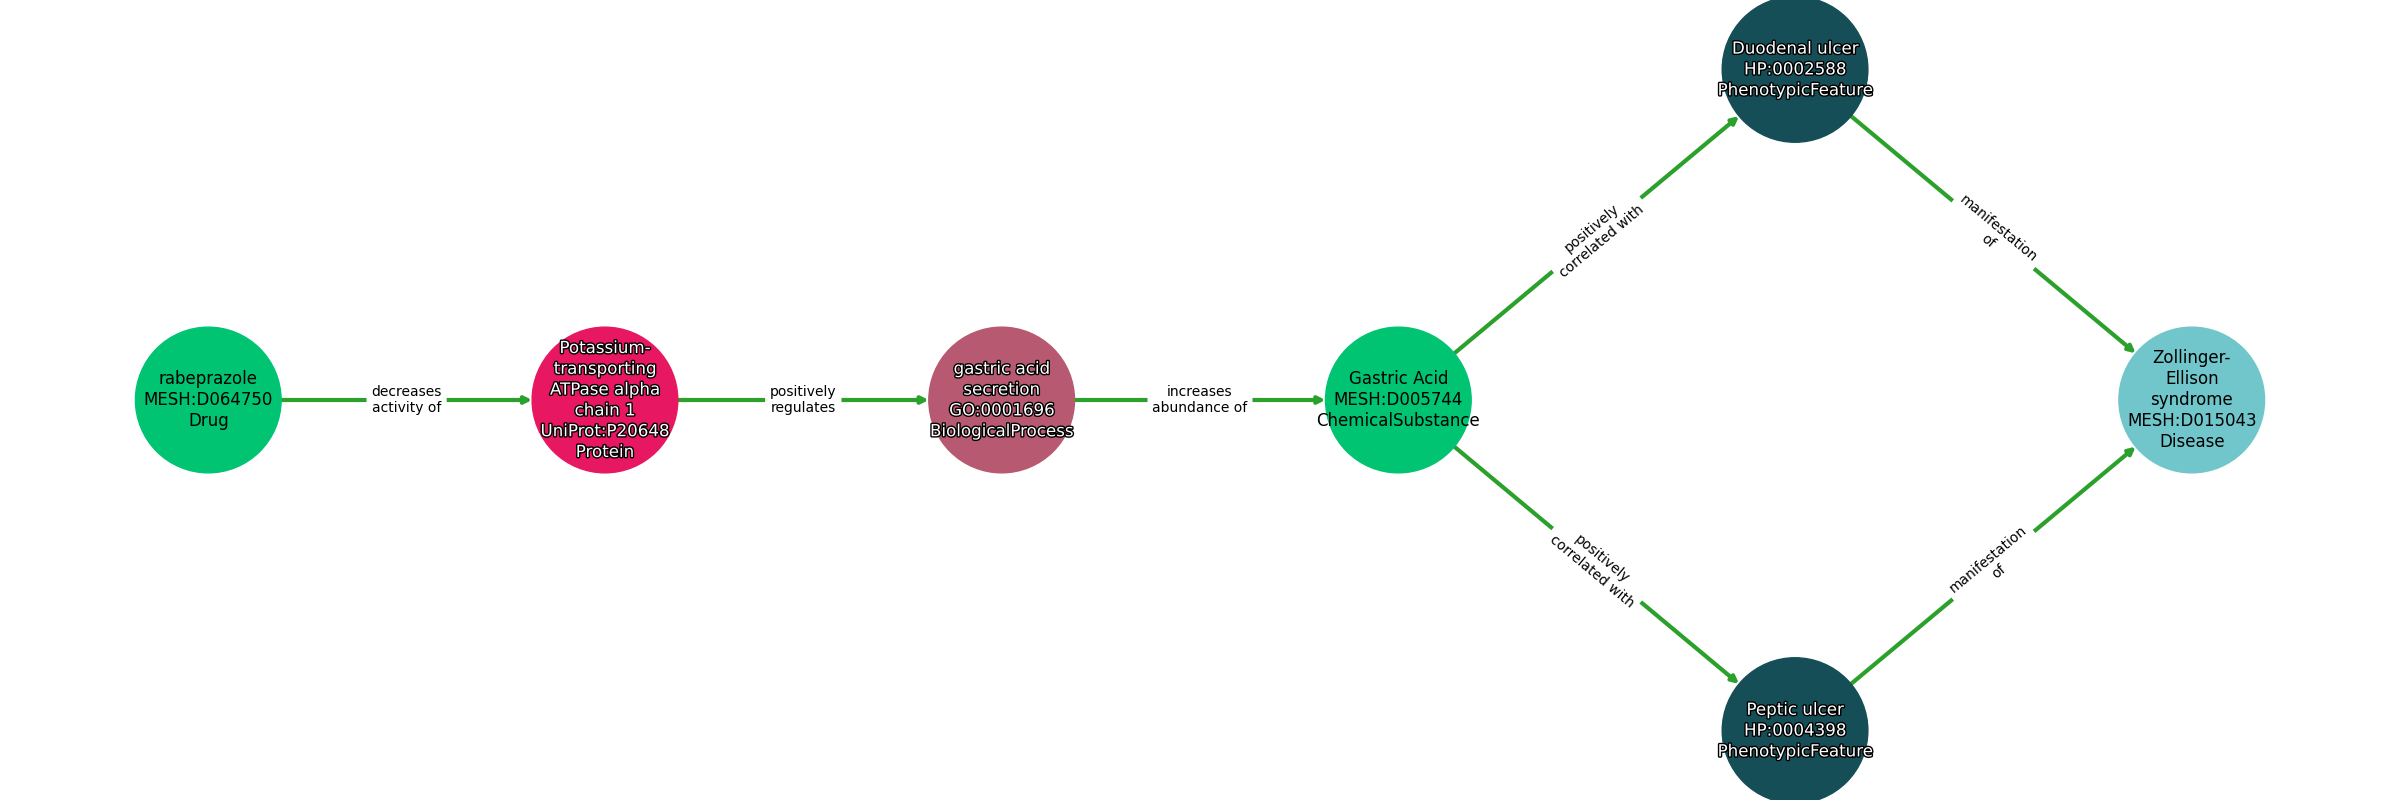 rabeprazole
MESH:D064750
Drug
decreases
activity of
Potassium-
transporting
ATPase alpha
chain 1
UniProt:P20648
Protein
positively
regulates
gastric acid
secretion
GO:0001696
BiologicalProcess
increases
abundance of
Gastric Acid
MESH:D005744
ChemicalSubstance
positively
correlated with
Duodenal ulcer
HP:0002588
PhenotypicFeature
manifestation
of
positively
correlated with
Peptic ulcer
HP:0004398
PhenotypicFeature
manifestation
of
Zollinger-
Ellison
syndrome
MESH:D015043
Disease